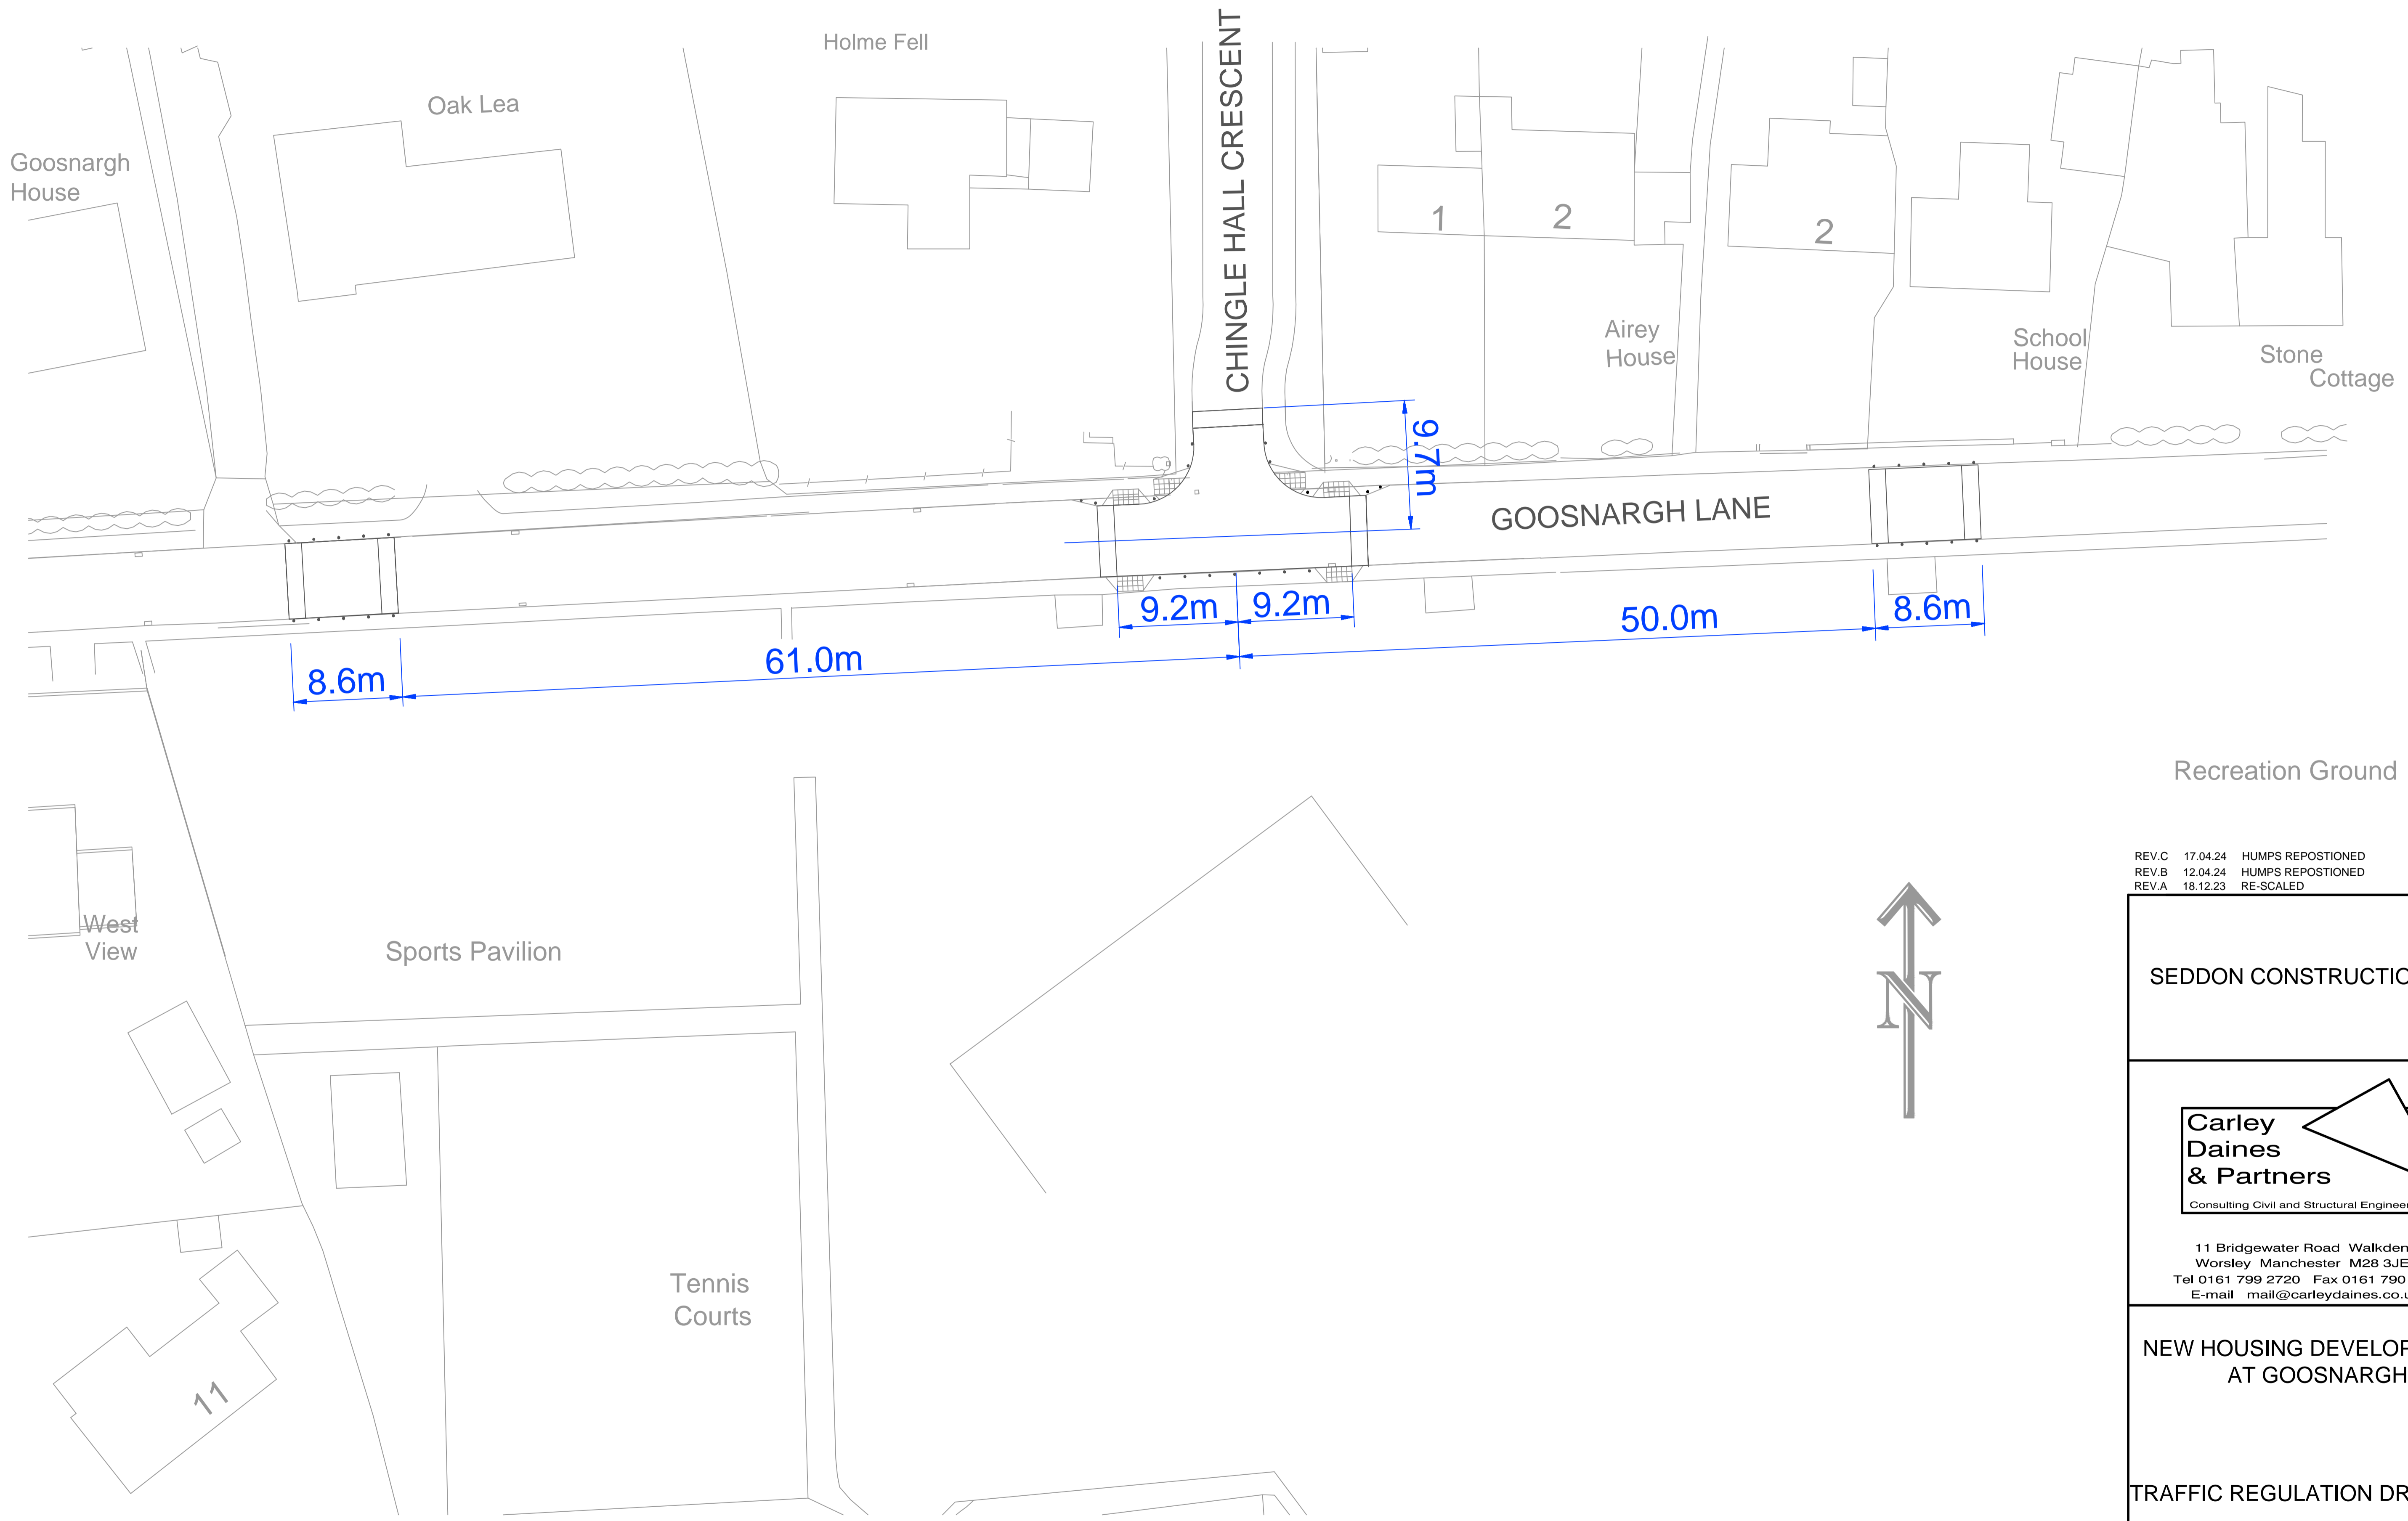 Holme Fell
CHINGLE HALL CRESCENT
Oak Lea
Goosnargh
House
1
2
2
Airey
House
School
House
Stone
Cottage
9.7m
GOOSNARGH LANE
9.2m
9.2m
50.0m
8.6m
61.0m
8.6m
Recreation Ground
REV.C 17.04.24 HUMPS REPOSTIONED
REV.B 12.04.24 HUMPS REPOSTIONED
REV.A 18.12.23 RE-SCALED
West
View
Sports Pavilion
N
SEDDON CONSTRUCTIO
Carley
Daines
& Partners
Consulting Civil and Structural Engineer
11 Bridgewater Road Walkden
Worsley Manchester M28 3JE
Tel 0161 799 2720 Fax 0161 790
E-mail mail@carleydaines.co.u
Tennis
Courts
11
NEW HOUSING DEVELOP
AT GOOSNARGH
TRAFFIC REGULATION DR